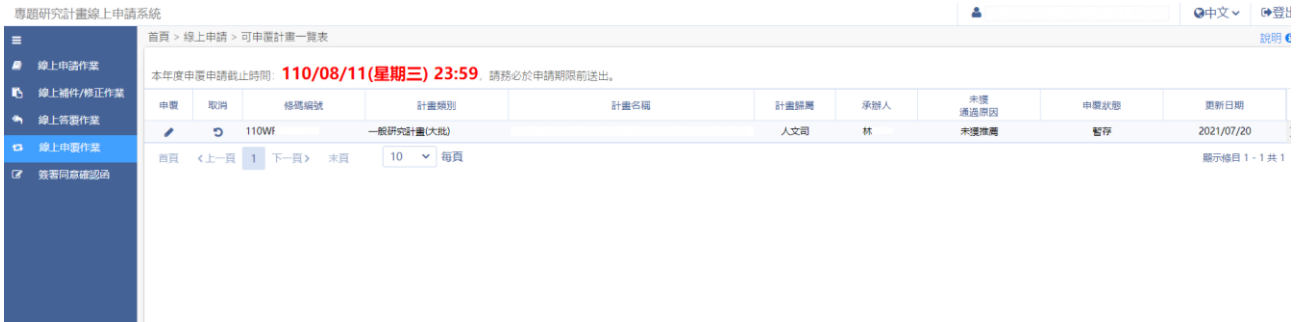 專題研究計畫線上申請系統
中文
登出
首頁 > 線上申請 > 可申覆計畫一覽表
說明
線上申請作業
線上補件/修正作業
線上答覆作業
線上申覆作業
簽署同意確認函
本年度申覆申請截止時間: 110/08/11(星期三) 23:59, 請務必於申請期限前送出。
申覆 取消 條碼編號 計畫類別 計畫名稱 計畫歸屬 承辦人 未獲 申覆狀態 更新日期
通過原因
110WF 一般研究計畫(大批) 人文司 林 未獲推薦 暫存 2021/07/20
首頁 <上一頁 1 下一頁> 末頁 10 每頁 顯示條目 1 - 1 共 1